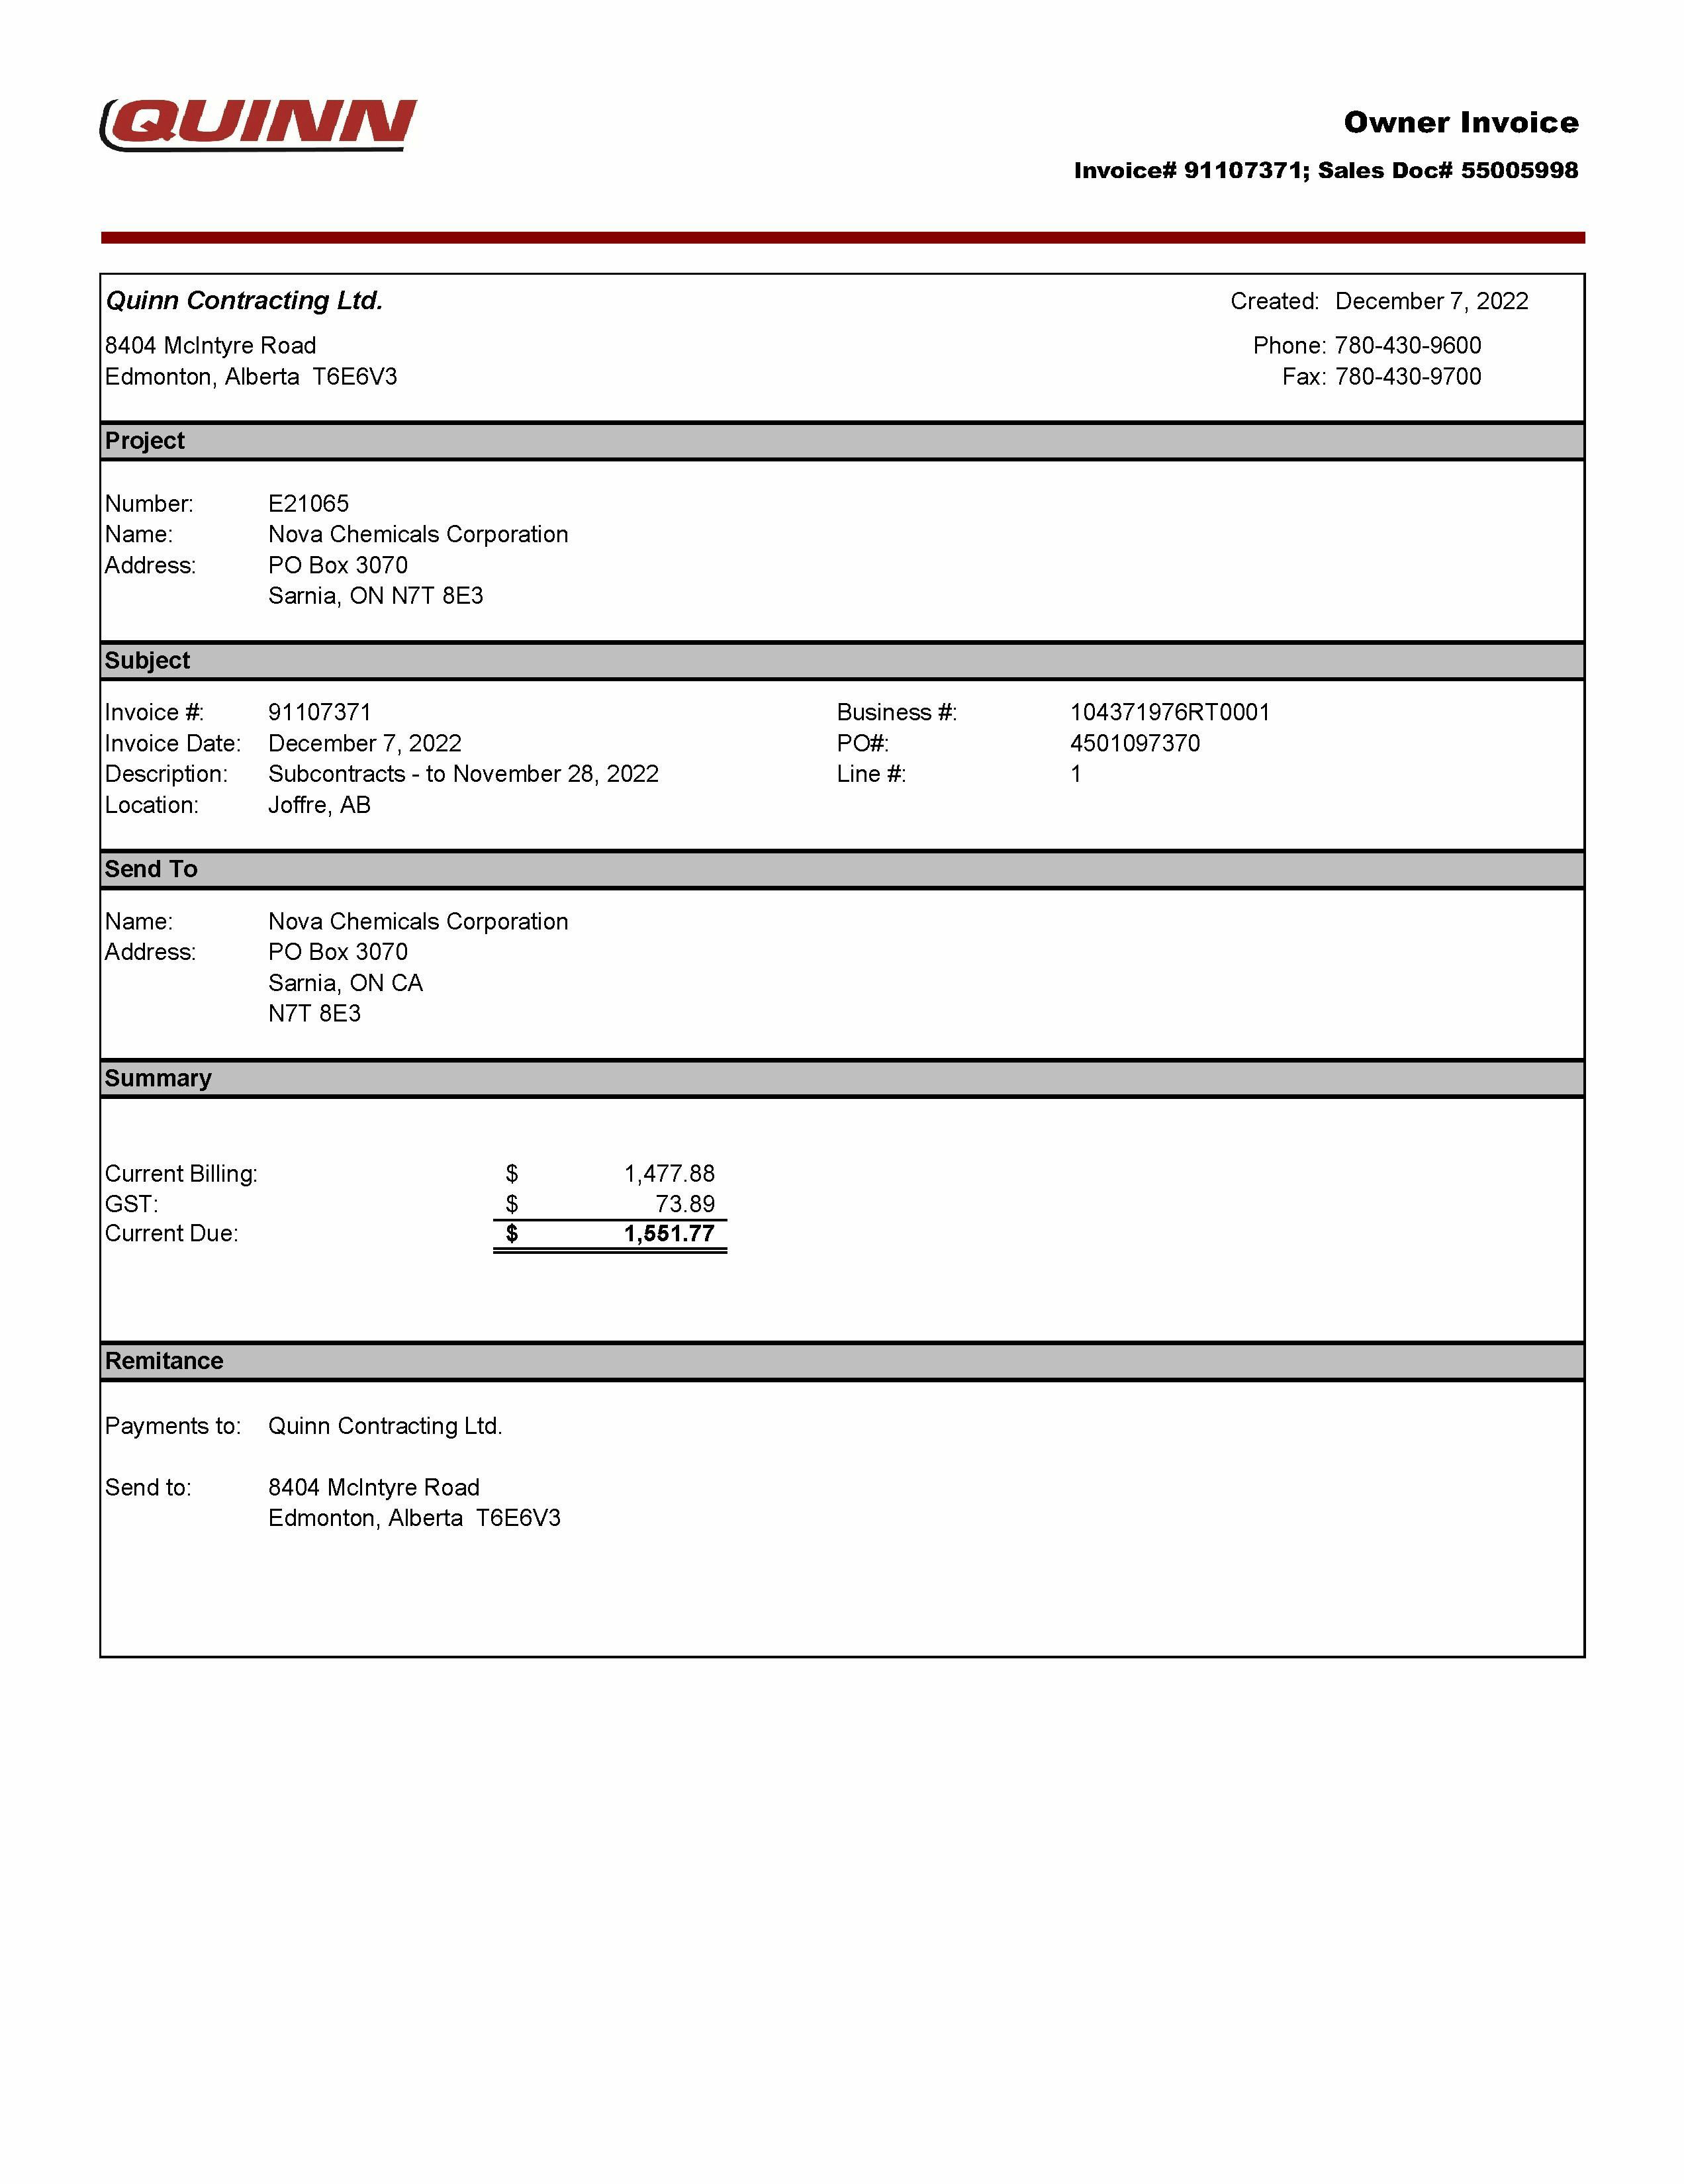 QUINN
Owner Invoice
Invoice# 91107371; Sales Doc# 55005998
Quinn Contracting Ltd. Created: December 7, 2022
8404 McIntyre Road Phone: 780-430-9600
Edmonton, Alberta T6E6V3 Fax: 780-430-9700
Project
Number: E21065
Name: Nova Chemicals Corporation
Address: PO Box 3070
Sarnia, ON N7T 8E3
Subject
Invoice #: 91107371 Business #: 104371976RT0001
Invoice Date: December 7, 2022 PO#: 4501097370
Description: Subcontracts - to November 28, 2022 Line #: 1
Location: Joffre, AB
Send To
Name: Nova Chemicals Corporation
Address: PO Box 3070
Sarnia, ON CA
N7T 8E3
Summary
Current Billing: $ 1,477.88
GST: $ 73.89
Current Due: $ 1,551.77
Remitance
Payments to: Quinn Contracting Ltd.
Send to: 8404 McIntyre Road
Edmonton, Alberta T6E6V3